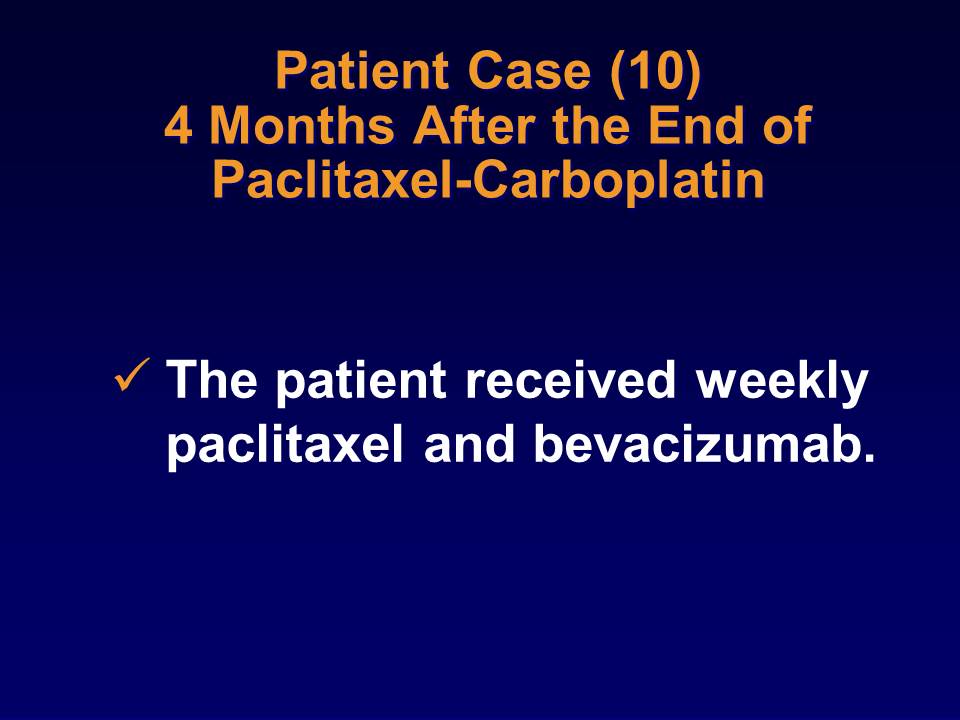 Patient Case (10)
4 Months After the End of
Paclitaxel-Carboplatin
✓ The patient received weekly
paclitaxel and bevacizumab.